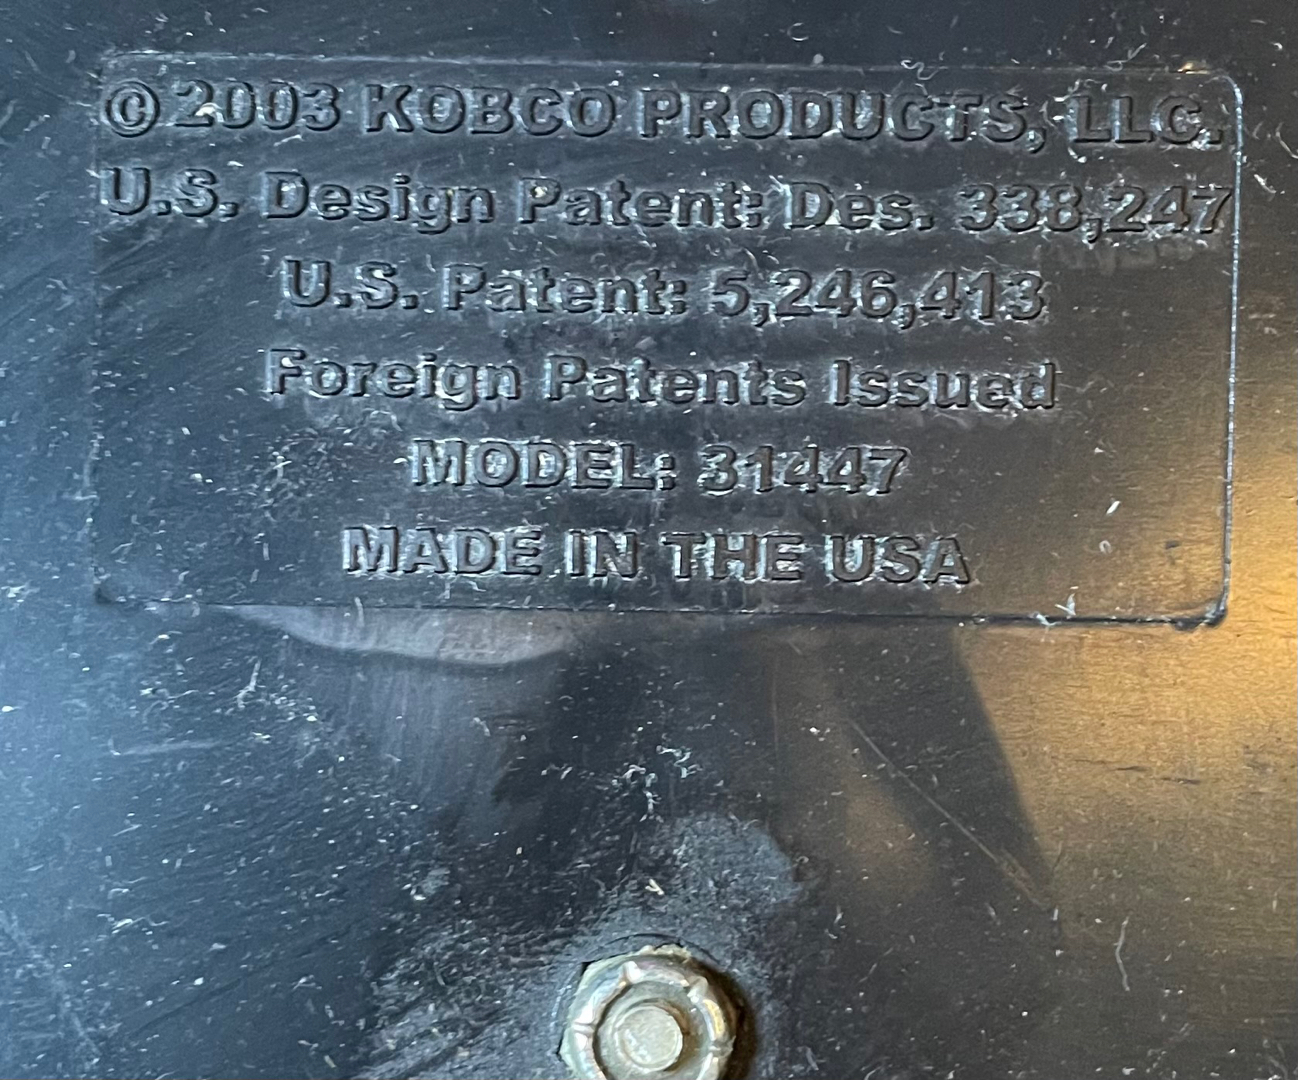 © 2003 KOBCO PRODUCTS, LLC.
U.S. Design Patent: Des. 338,247
U.S. Patent: 5,246,413
Foreign Patents Issued
MODEL: 31447
MADE IN THE USA